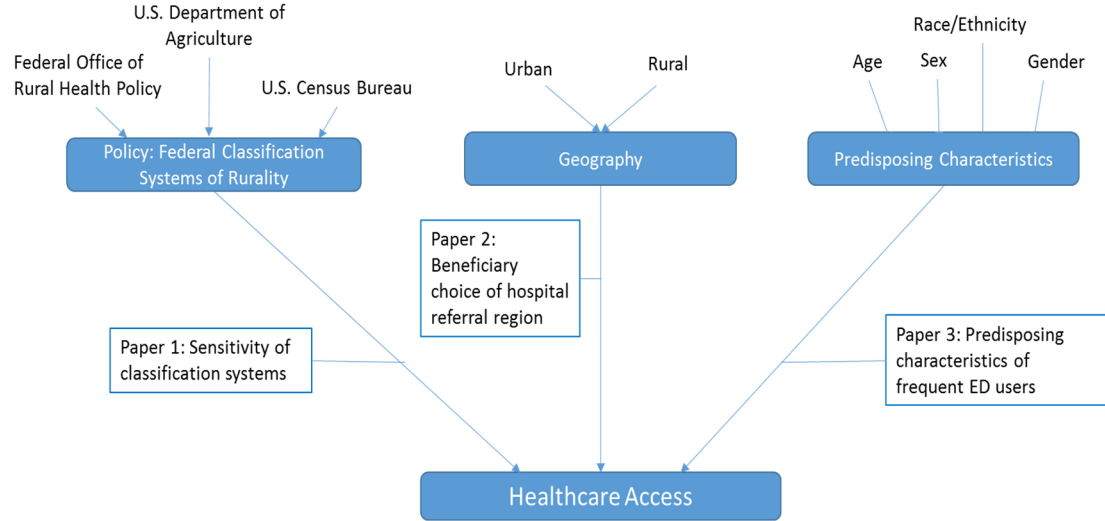 U.S. Department of
Agriculture
Federal Office of
Rural Health Policy
U.S. Census Bureau
Urban
Rural
Race/Ethnicity
Age
Sex
Gender
Policy: Federal Classification
Systems of Rurality
Geography
Predisposing Characteristics
Paper 2:
Beneficiary
choice of hospital
referral region
Paper 1: Sensitivity of
classification systems
Paper 3: Predisposing
characteristics of
frequent ED users
Healthcare Access